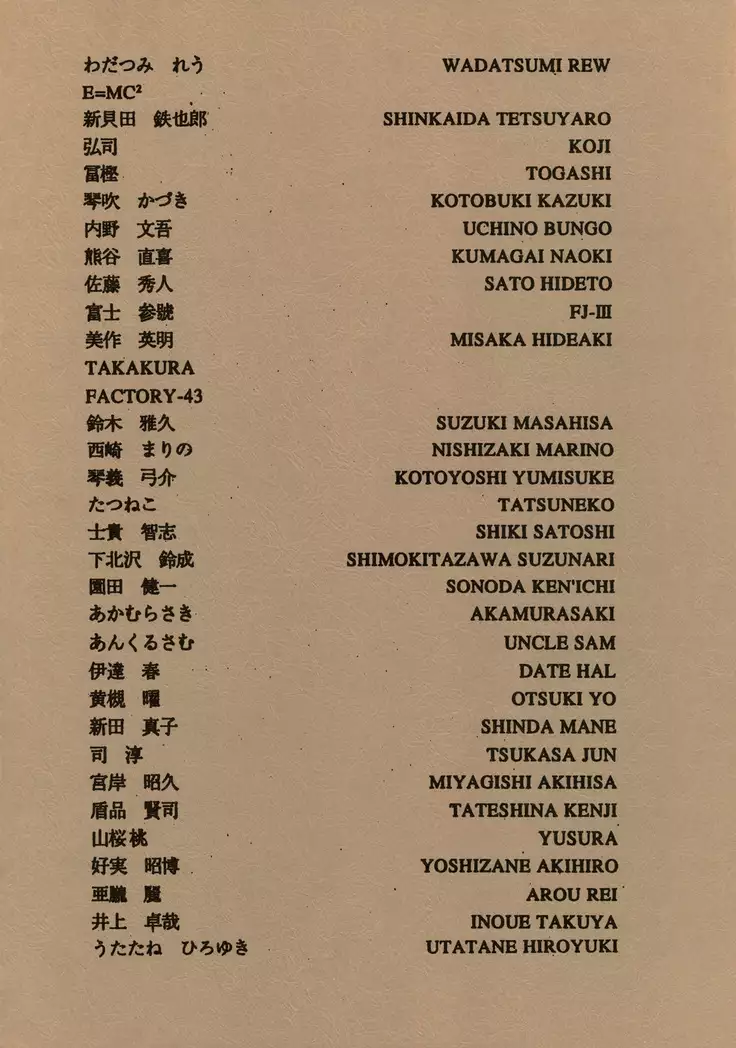 わだつみ　れう WADATSUMI REW
E=MC²
新貝田　鉄也郎 SHINKAIDA TETSUYARO
弘司 KOJI
冨樫 TOGASHI
琴吹　かづき KOTOBUKI KAZUKI
内野　文吾 UCHINO BUNGO
熊谷　直喜 KUMAGAI NAOKI
佐藤　秀人 SATO HIDETO
富士　参號 FJ-Ⅲ
美作　英明 MISAKA HIDEAKI
TAKAKURA
FACTORY-43
鈴木　雅久 SUZUKI MASAHISA
西崎　まりの NISHIZAKI MARINO
琴義　弓介 KOTOYOSHI YUMISUKE
たつねこ TATSUNEKO
士貴　智志 SHIKI SATOSHI
下北沢　鈴成 SHIMOKITAZAWA SUZUNARI
園田　健一 SONODA KEN'ICHI
あかむらさき AKAMURASAKI
あんくるさむ UNCLE SAM
伊達　春 DATE HAL
黄槻　曜 OTSUKI YO
新田　真子 SHINDA MANE
司　淳 TSUKASA JUN
宮岸　昭久 MIYAGISHI AKIHISA
盾品　賢司 TATESHINA KENJI
山桜桃 YUSURA
好実　昭博 YOSHIZANE AKIHIRO
亜朧　麗 AROU REI
井上　卓哉 INOUE TAKUYA
うたたね　ひろゆき UTATANE HIROYUKI